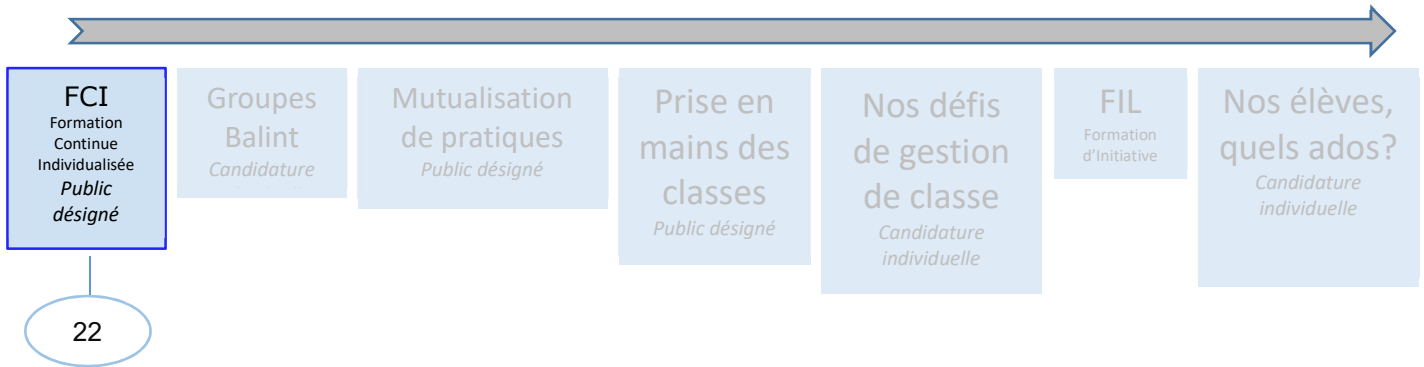 FCI
Formation
Continue
Individualisée
Public
désigné
22
Groupes
Balint
Candidature
Mutualisation
de pratiques
Public désigné
Prise en
mains des
classes
Public désigné
Nos défis
de gestion
de classe
Candidature
individuelle
FIL
Formation
d'Initiative
Nos élèves,
quels ados?
Candidature
individuelle